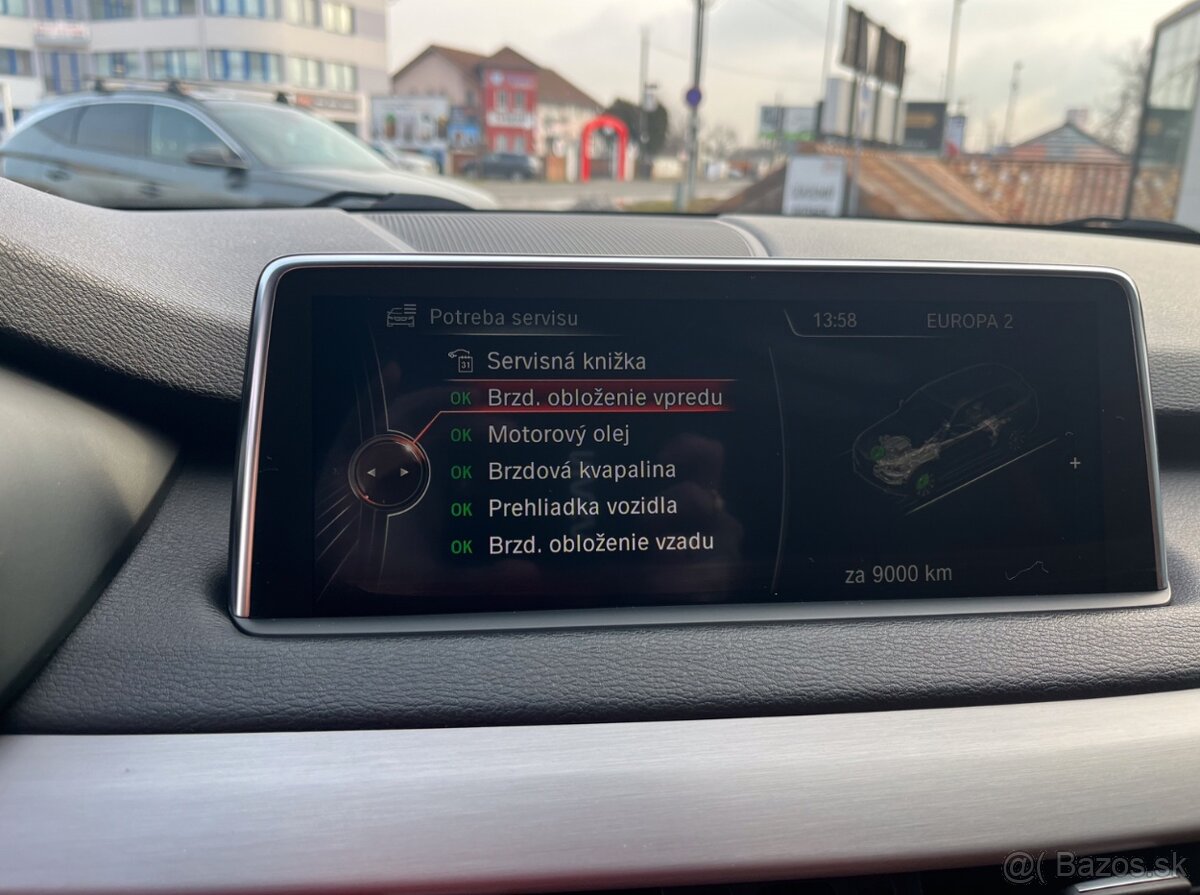 Potreba servisu
13:58
EUROPA 2
31
Servisná knižka
OK Brzd. obloženie vpredu
OK Motorový olej
OK Brzdová kvapalina
OK Prehliadka vozidla
OK Brzd. obloženie vzadu
+
za 9000 km
@( Bazos.sk